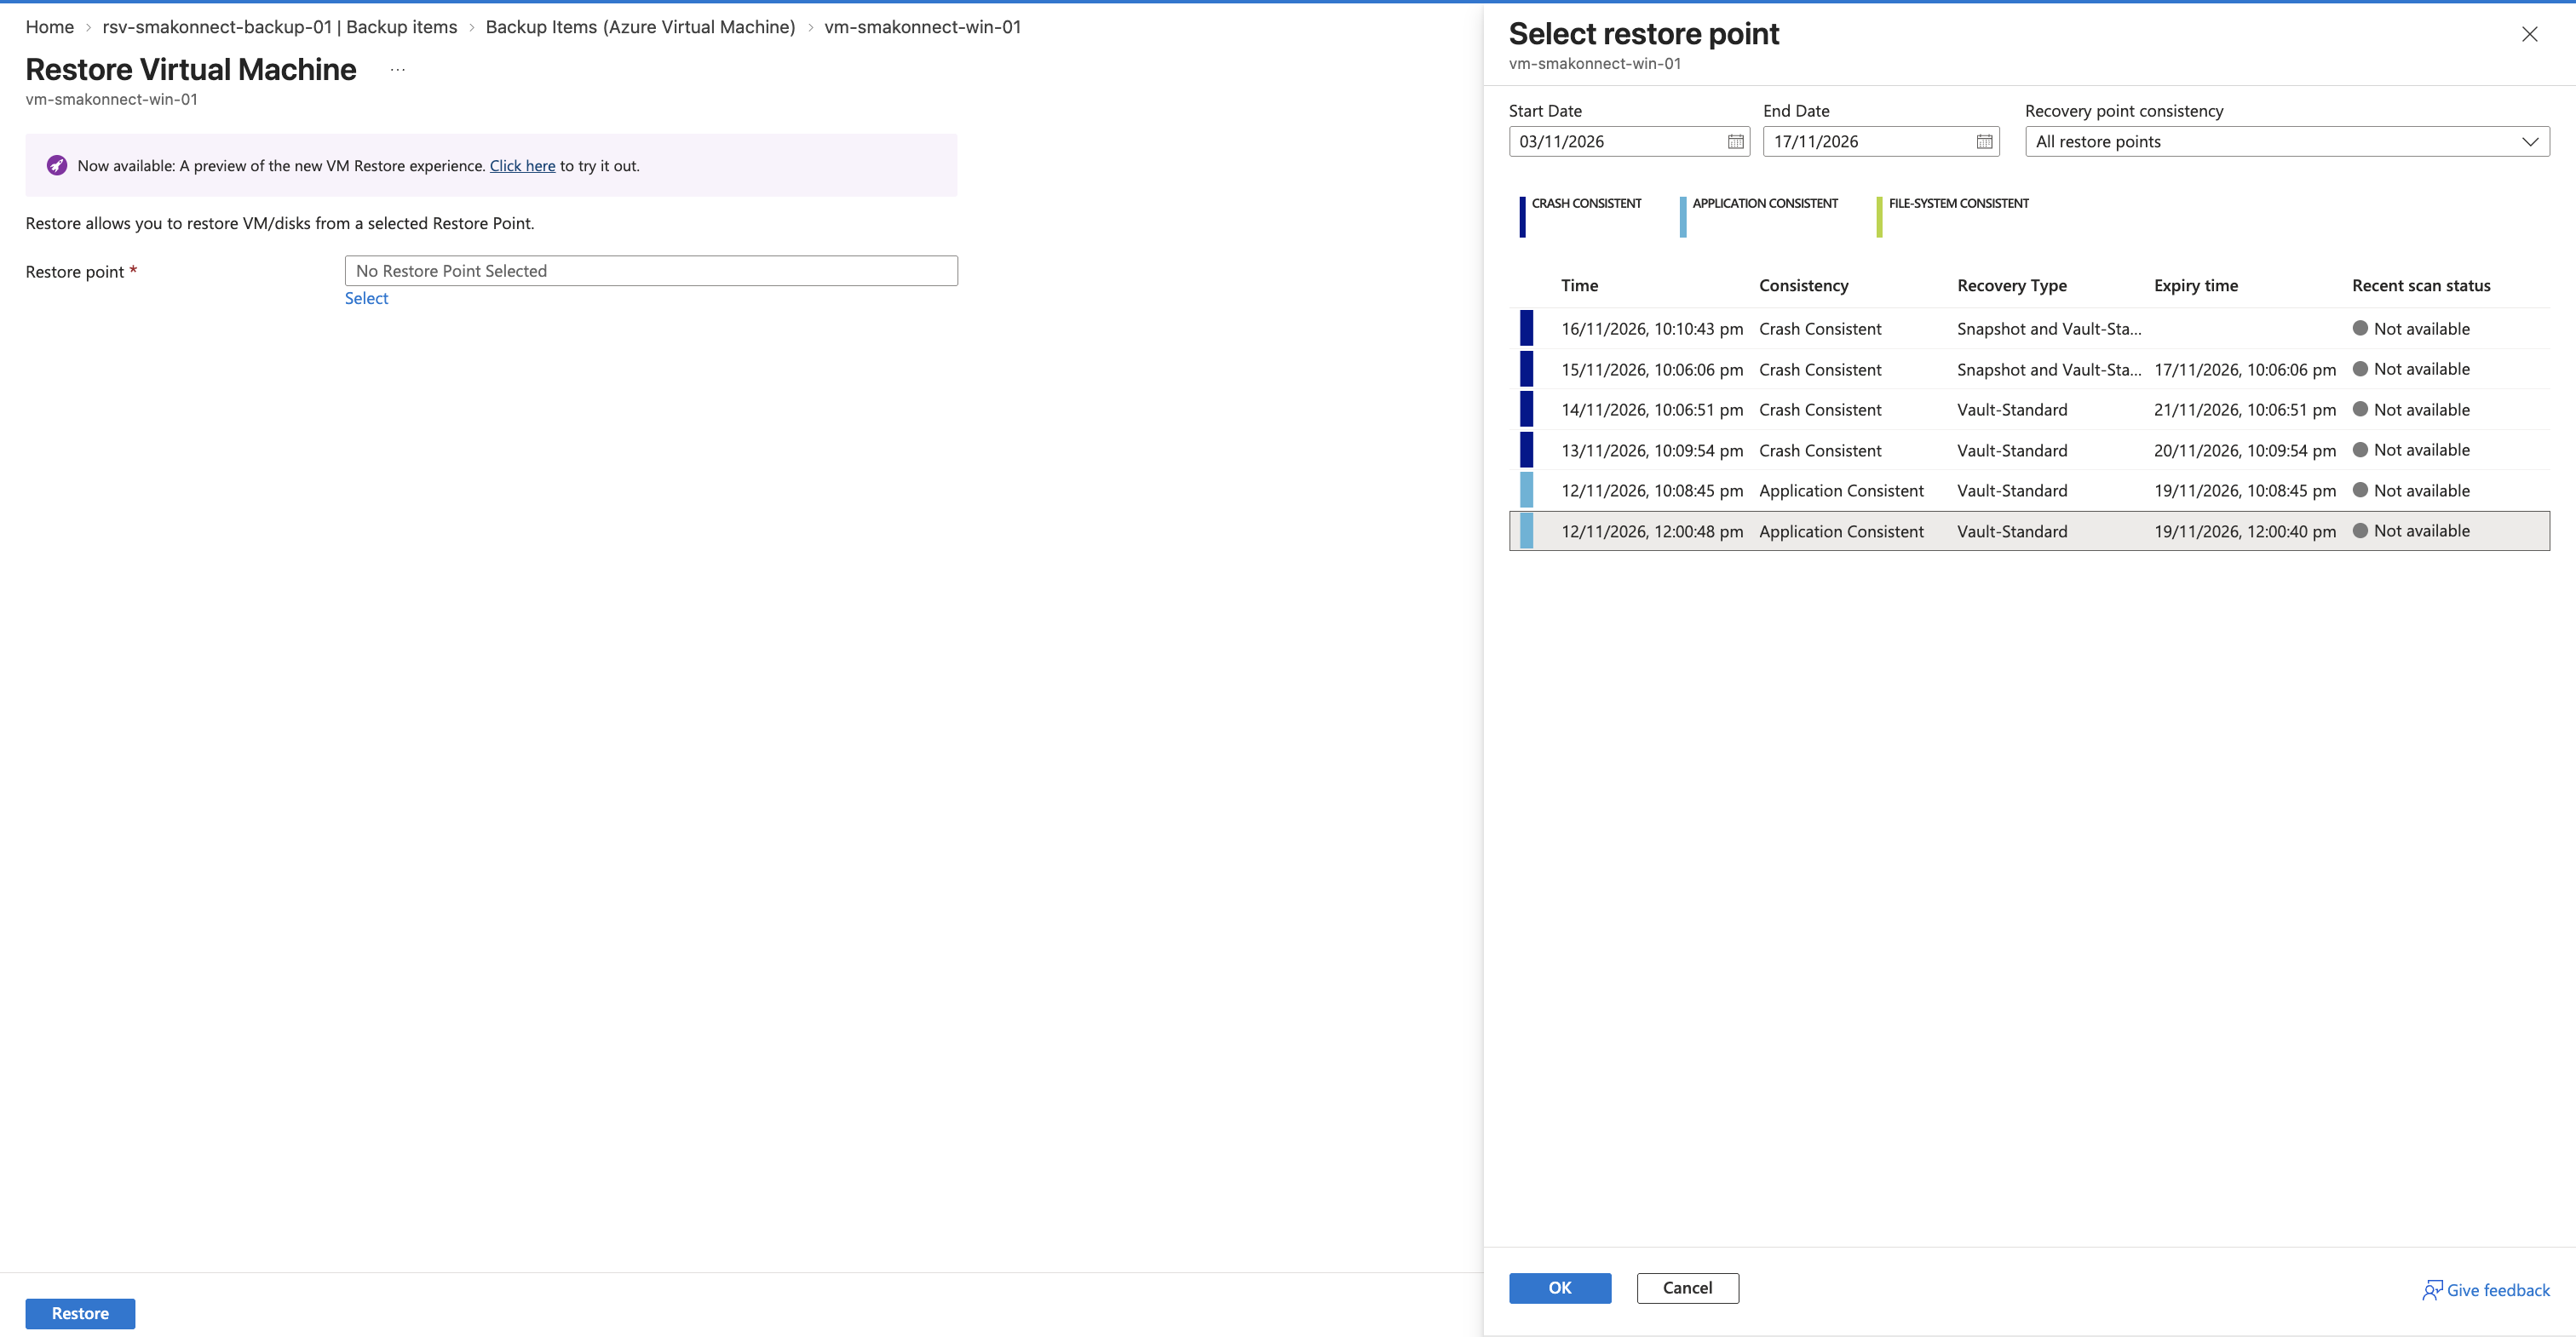 Home > rsv-smakonnect-backup-01 | Backup items > Backup Items (Azure Virtual Machine) > vm-smakonnect-win-01
Restore Virtual Machine ...
vm-smakonnect-win-01
Now available: A preview of the new VM Restore experience. Click here to try it out.
Restore allows you to restore VM/disks from a selected Restore Point.
Restore point * No Restore Point Selected
Select
Restore
Select restore point
vm-smakonnect-win-01
Start Date End Date Recovery point consistency
03/11/2026 17/11/2026 All restore points
CRASH CONSISTENT APPLICATION CONSISTENT FILE-SYSTEM CONSISTENT
Time Consistency Recovery Type Expiry time Recent scan status
16/11/2026, 10:10:43 pm Crash Consistent Snapshot and Vault-Sta... Not available
15/11/2026, 10:06:06 pm Crash Consistent Snapshot and Vault-Sta... 17/11/2026, 10:06:06 pm Not available
14/11/2026, 10:06:51 pm Crash Consistent Vault-Standard 21/11/2026, 10:06:51 pm Not available
13/11/2026, 10:09:54 pm Crash Consistent Vault-Standard 20/11/2026, 10:09:54 pm Not available
12/11/2026, 10:08:45 pm Application Consistent Vault-Standard 19/11/2026, 10:08:45 pm Not available
12/11/2026, 12:00:48 pm Application Consistent Vault-Standard 19/11/2026, 12:00:40 pm Not available
OK Cancel Give feedback